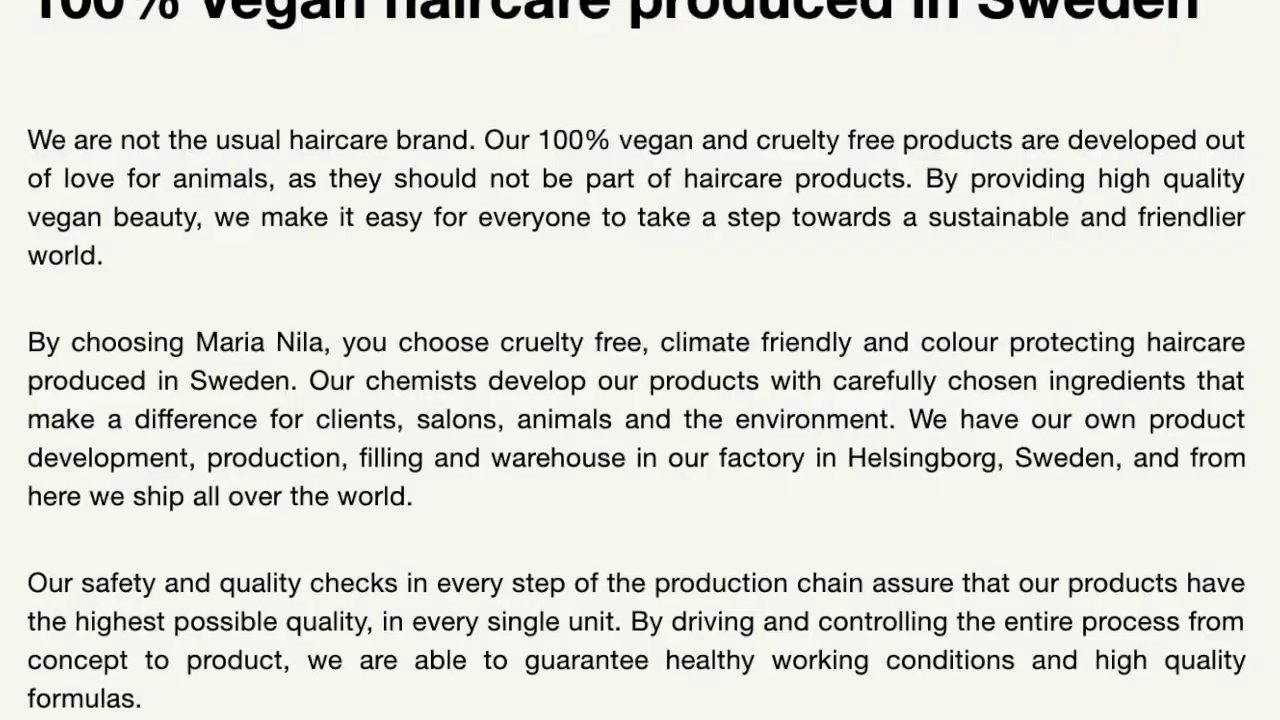 100% vegan haircare produced in Sweden
We are not the usual haircare brand. Our 100% vegan and cruelty free products are developed out
of love for animals, as they should not be part of haircare products. By providing high quality
vegan beauty, we make it easy for everyone to take a step towards a sustainable and friendlier
world.
By choosing Maria Nila, you choose cruelty free, climate friendly and colour protecting haircare
produced in Sweden. Our chemists develop our products with carefully chosen ingredients that
make a difference for clients, salons, animals and the environment. We have our own product
development, production, filling and warehouse in our factory in Helsingborg, Sweden, and from
here we ship all over the world.
Our safety and quality checks in every step of the production chain assure that our products have
the highest possible quality, in every single unit. By driving and controlling the entire process from
concept to product, we are able to guarantee healthy working conditions and high quality
formulas.